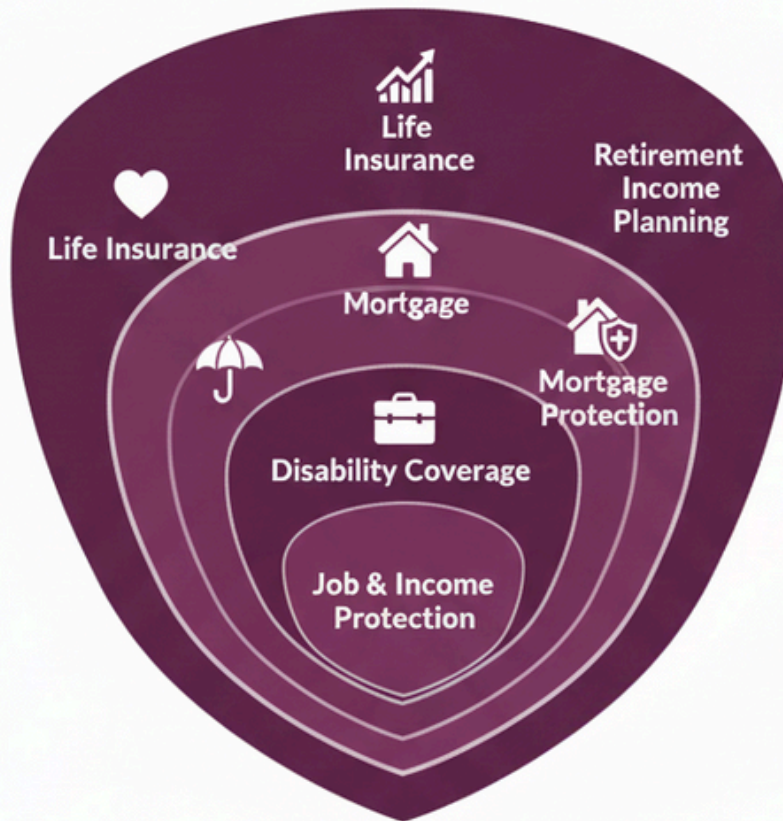 Life
Insurance
Retirement
Income
Planning
Life Insurance
Mortgage
Mortgage
Protection
Disability Coverage
Job & Income
Protection